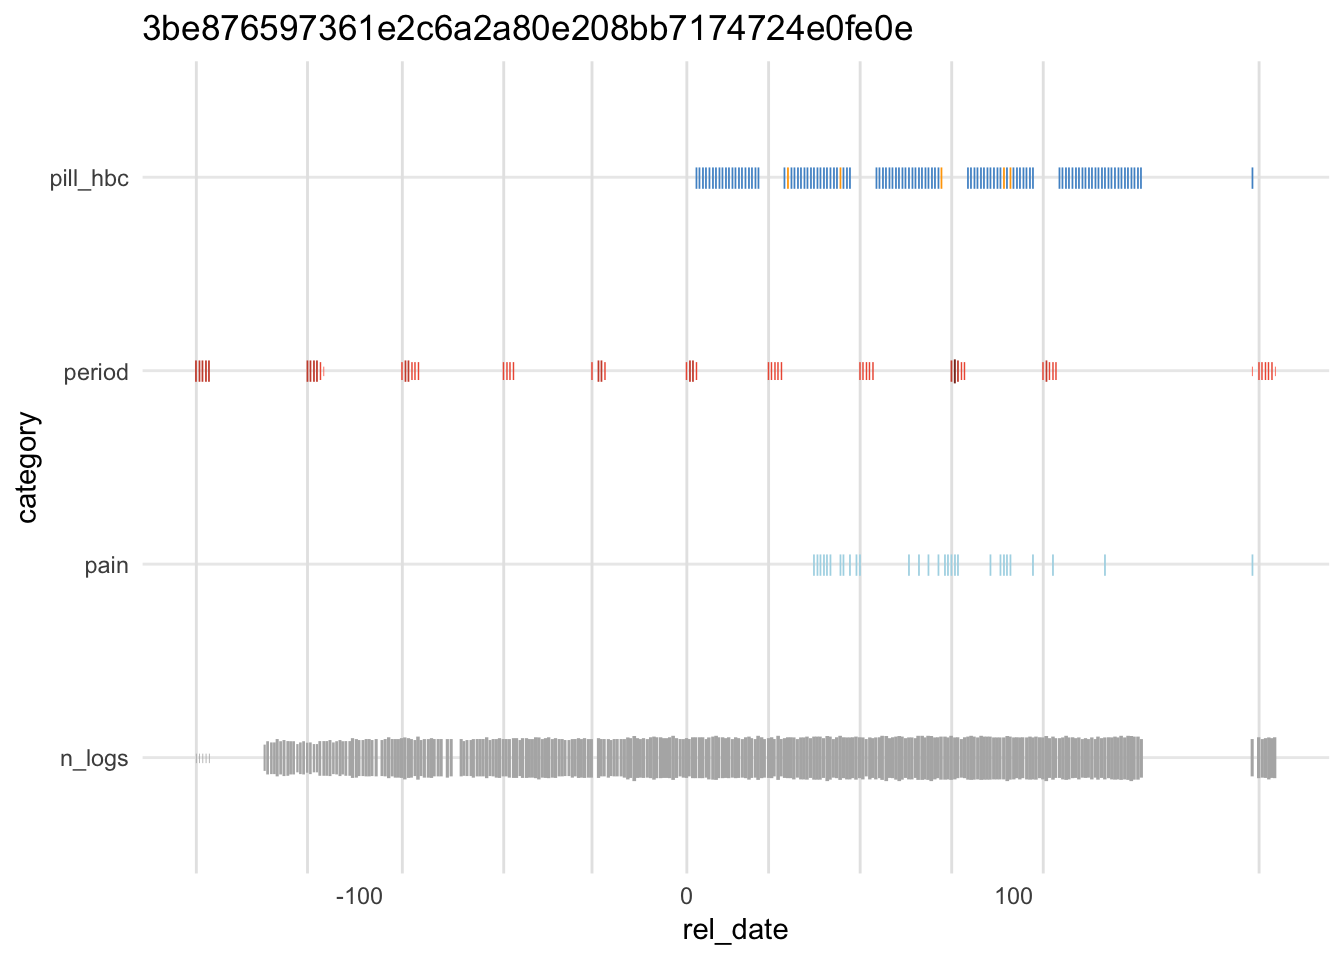 3be876597361e2c6a2a80e208bb7174724e0fe0e
pill_hbc
period
pain
n_logs
category
-100 0 100
rel_date